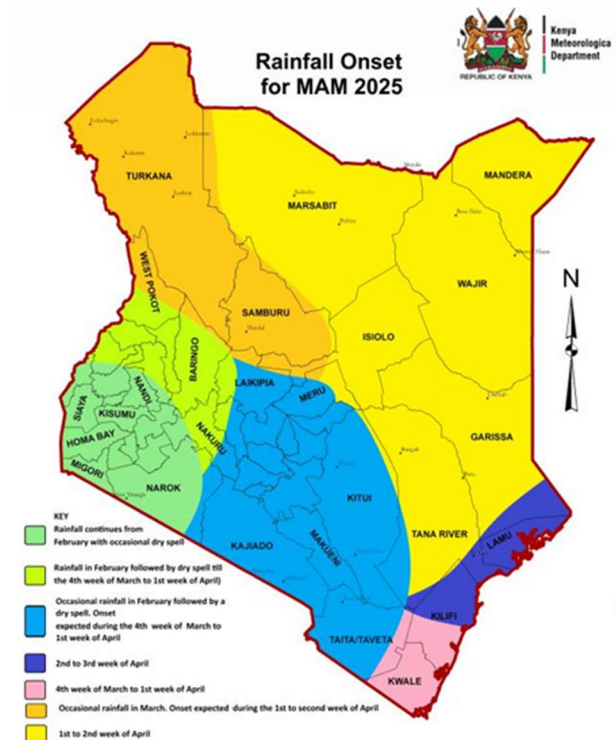 Rainfall Onset
for MAM 2025
REPUBLIC OF KENYA
Kenya
Meteorologica
Department
Lokichogio
Lokitaung
Kakuma
TURKANA
Lodwar
Moyale
MANDERA
MARSABIT
WEST POKOT
WAJIR
SAMBURU
Maralal
ISIOLO
BARINGO
LAIKIPIA
MERU
NANDI
SIAYA
KISUMU
HOMA BAY
NAKURU
GARISSA
MIGORI
NAROK
KITUI
TANA RIVER
LAMU
KAJIADO
MAKUENI
KILIFI
TAITA/TAVETA
KWALE
N
KEY
Rainfall continues from
February with occasional dry spell
Rainfall in February followed by dry spell till
the 4th week of March to 1st week of April)
Occasional rainfall in February followed by a
dry spell. Onset
expected during the 4th week of March to
1st week of April
2nd to 3rd week of April
4th week of March to 1st week of April
Occasional rainfall in March. Onset expected during the 1st to second week of April
1st to 2nd week of April